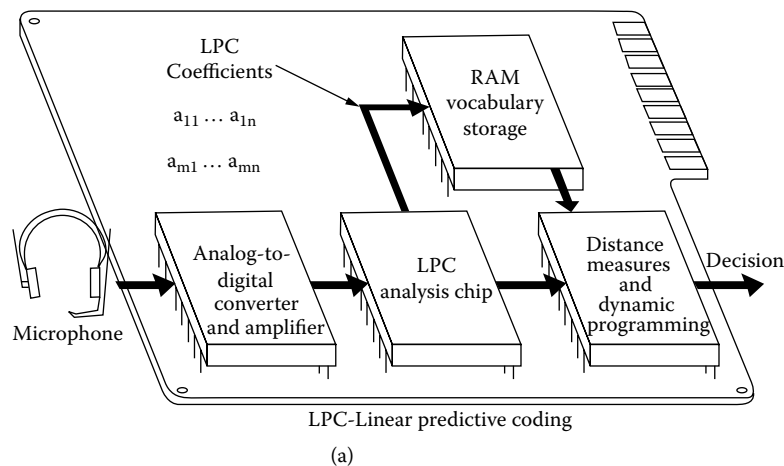 LPC
Coefficients
a₁₁ … a₁ₙ
aₘ₁ … aₘₙ
RAM
vocabulary
storage
Microphone
Analog-to-
digital
converter
and amplifier
LPC
analysis chip
Distance
measures
and
dynamic
programming
Decision
LPC-Linear predictive coding
(a)